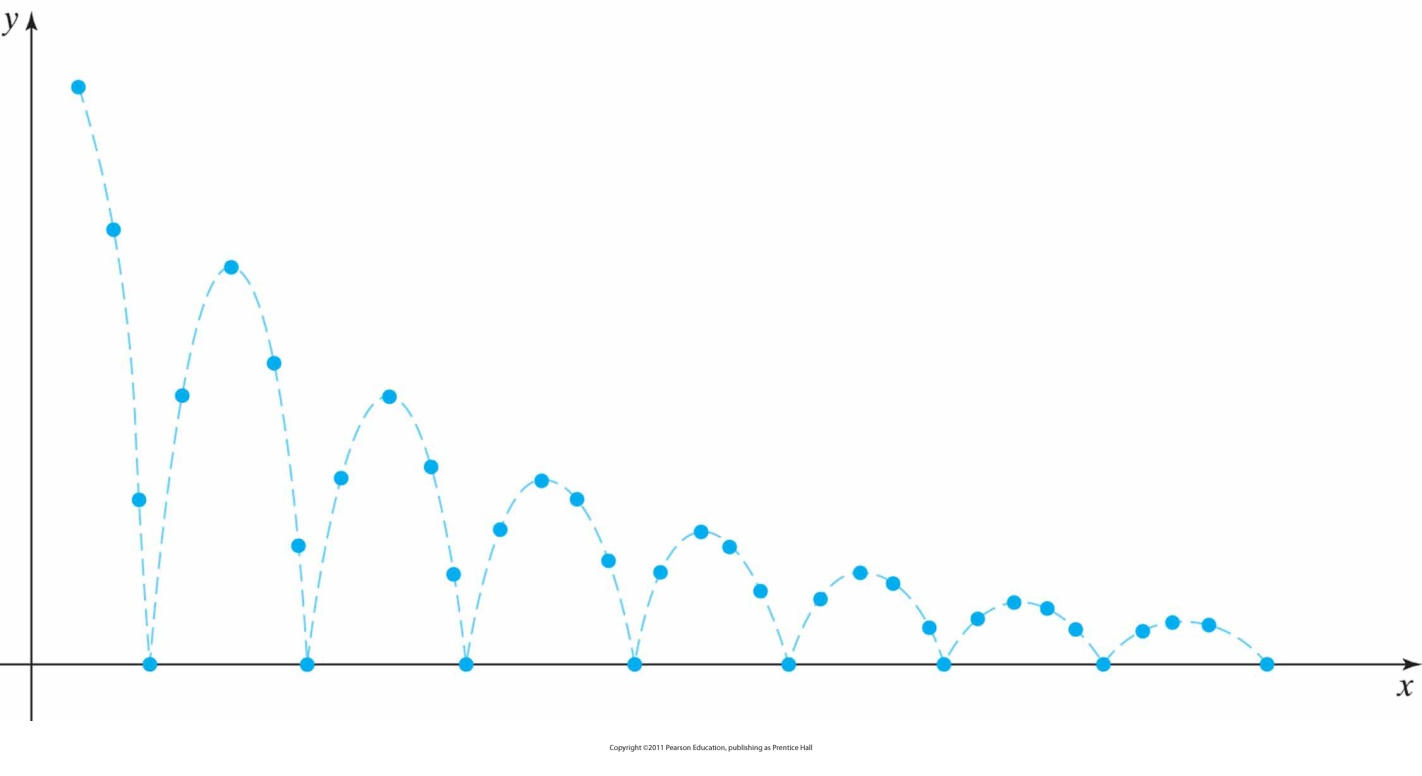 y
x
Copyright ©2011 Pearson Education, publishing as Prentice Hall